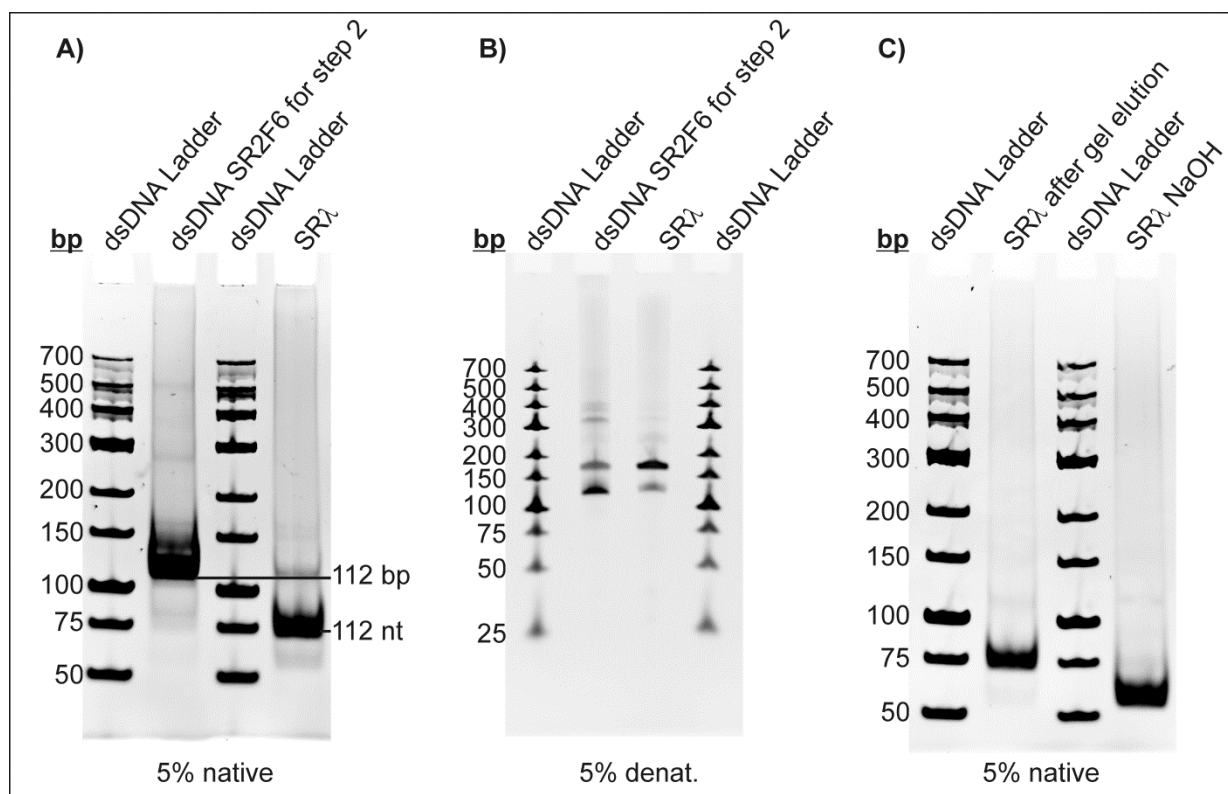 A)
bp
dsDNA Ladder
dsDNA SR2F6 for step 2
dsDNA Ladder
SRλ
700
500
400
300
200
150
100
75
50
112 bp
112 nt
5% native
B)
bp
dsDNA Ladder
dsDNA SR2F6 for step 2
SRλ
dsDNA Ladder
700
500
400
300
200
150
100
75
50
25
5% denat.
C)
bp
dsDNA Ladder
SRλ after gel elution
dsDNA Ladder
SRλ NaOH
700
500
400
300
200
150
100
75
50
5% native